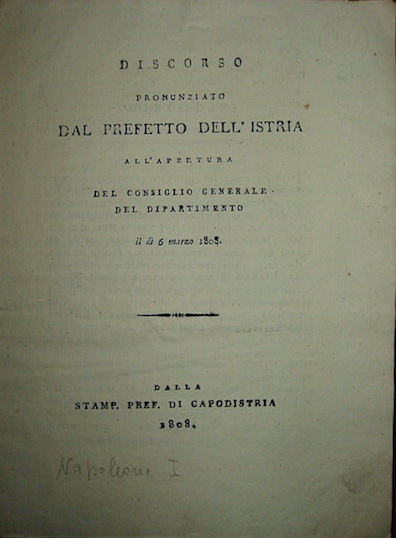 DISCORSO
PRONUNZIATO
DAL PREFETTO DELL' ISTRIA
ALL'APERTURA
DEL CONSIGLIO GENERALE
DEL DIPARTIMENTO
il dì 6 marzo 1808.
DALLA
STAMP. PREF. DI CAPODISTRIA
1808.
Napoleone I